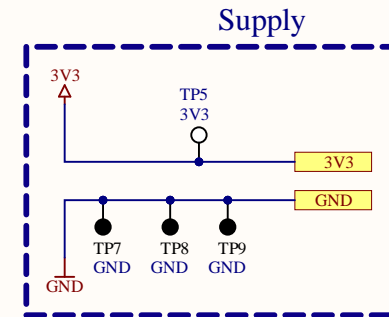 Supply
3V3
TP5
3V3
3V3
GND
TP7 TP8 TP9
GND GND GND
GND